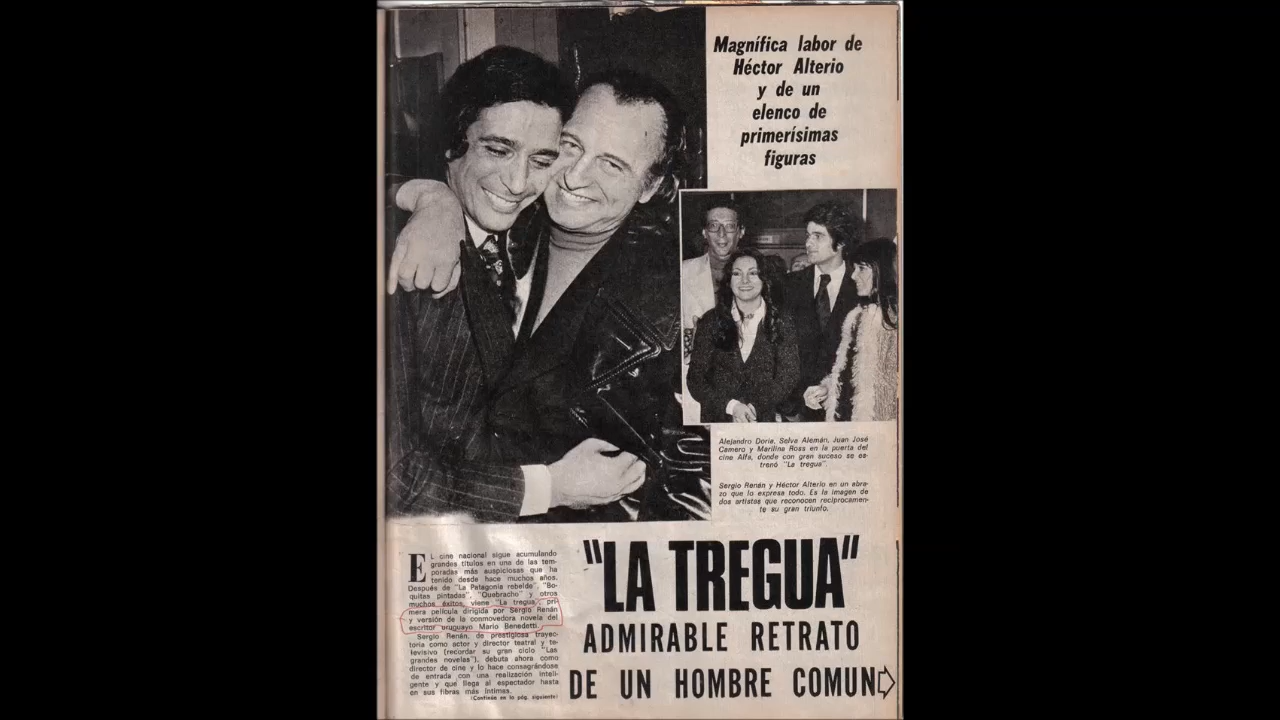 Magnífica labor de
Héctor Alterio
y de un
elenco de
primerísimas
figuras
Alejandro Doria, Selva Alemán, Juan José
Camero y Marilina Ross en la puerta del
cine Alfa, donde con gran suceso se es-
trenó "La tregua".
Sergio Renán y Héctor Alterio en un abra-
zo que lo expresa todo. Es la imagen de
dos artistas que reconocen recíprocamen-
te su gran triunfo.
"LA TREGUA"
ADMIRABLE RETRATO
DE UN HOMBRE COMUN
EL cine nacional sigue acumulando
grandes títulos en una de las tem-
poradas más auspiciosas que ha
tenido desde hace muchos años.
Después de "La Patagonia rebelde", "Bo-
quitas pintadas", "Quebracho" y otros
muchos éxitos, viene "La tregua", pri-
mera película dirigida por Sergio Renán
y versión de la conmovedora novela del
escritor uruguayo Mario Benedetti.
Sergio Renán, de prestigiosa trayec-
toria como actor y director teatral y te-
levisivo (recordar su gran ciclo "Las
grandes novelas"), debuta ahora como
director de cine y lo hace consagrándose
de entrada con una realización inteli-
gente y que llega al espectador hasta
en sus fibras más íntimas.
(Continúa en la pág. siguiente)